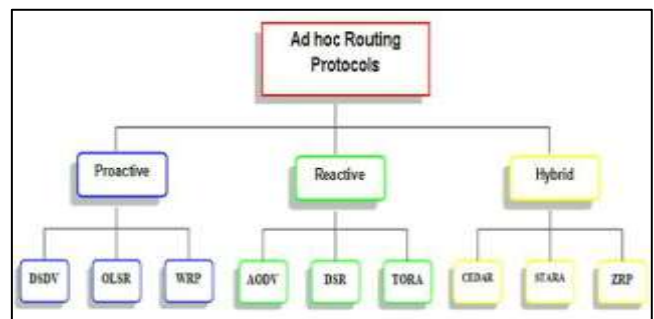 Ad hoc Routing
Protocols
Proactive
Reactive
Hybrid
DSDV
OLSR
WRP
AODV
DSR
TORA
CEDAR
STARA
ZRP